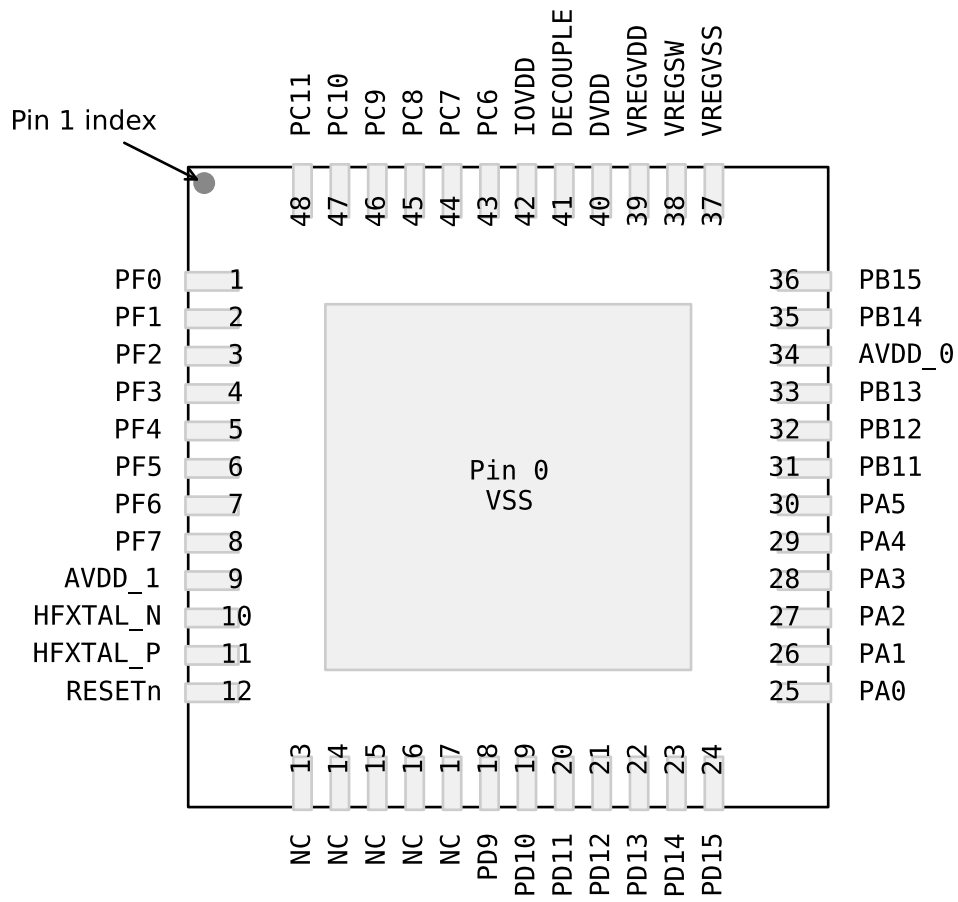 Pin 1 index
PC11
PC10
PC9
PC8
PC7
PC6
IOVDD
DECOUPLE
DVDD
VREGVDD
VREGSW
VREGVSS
48
47
46
45
44
43
42
41
40
39
38
37
PF0 1
PF1 2
PF2 3
PF3 4
PF4 5
PF5 6
PF6 7
PF7 8
AVDD_1 9
HFXTAL_N 10
HFXTAL_P 11
RESETn 12
Pin 0
VSS
36 PB15
35 PB14
34 AVDD_0
33 PB13
32 PB12
31 PB11
30 PA5
29 PA4
28 PA3
27 PA2
26 PA1
25 PA0
13
14
15
16
17
18
19
20
21
22
23
24
NC
NC
NC
NC
NC
PD9
PD10
PD11
PD12
PD13
PD14
PD15